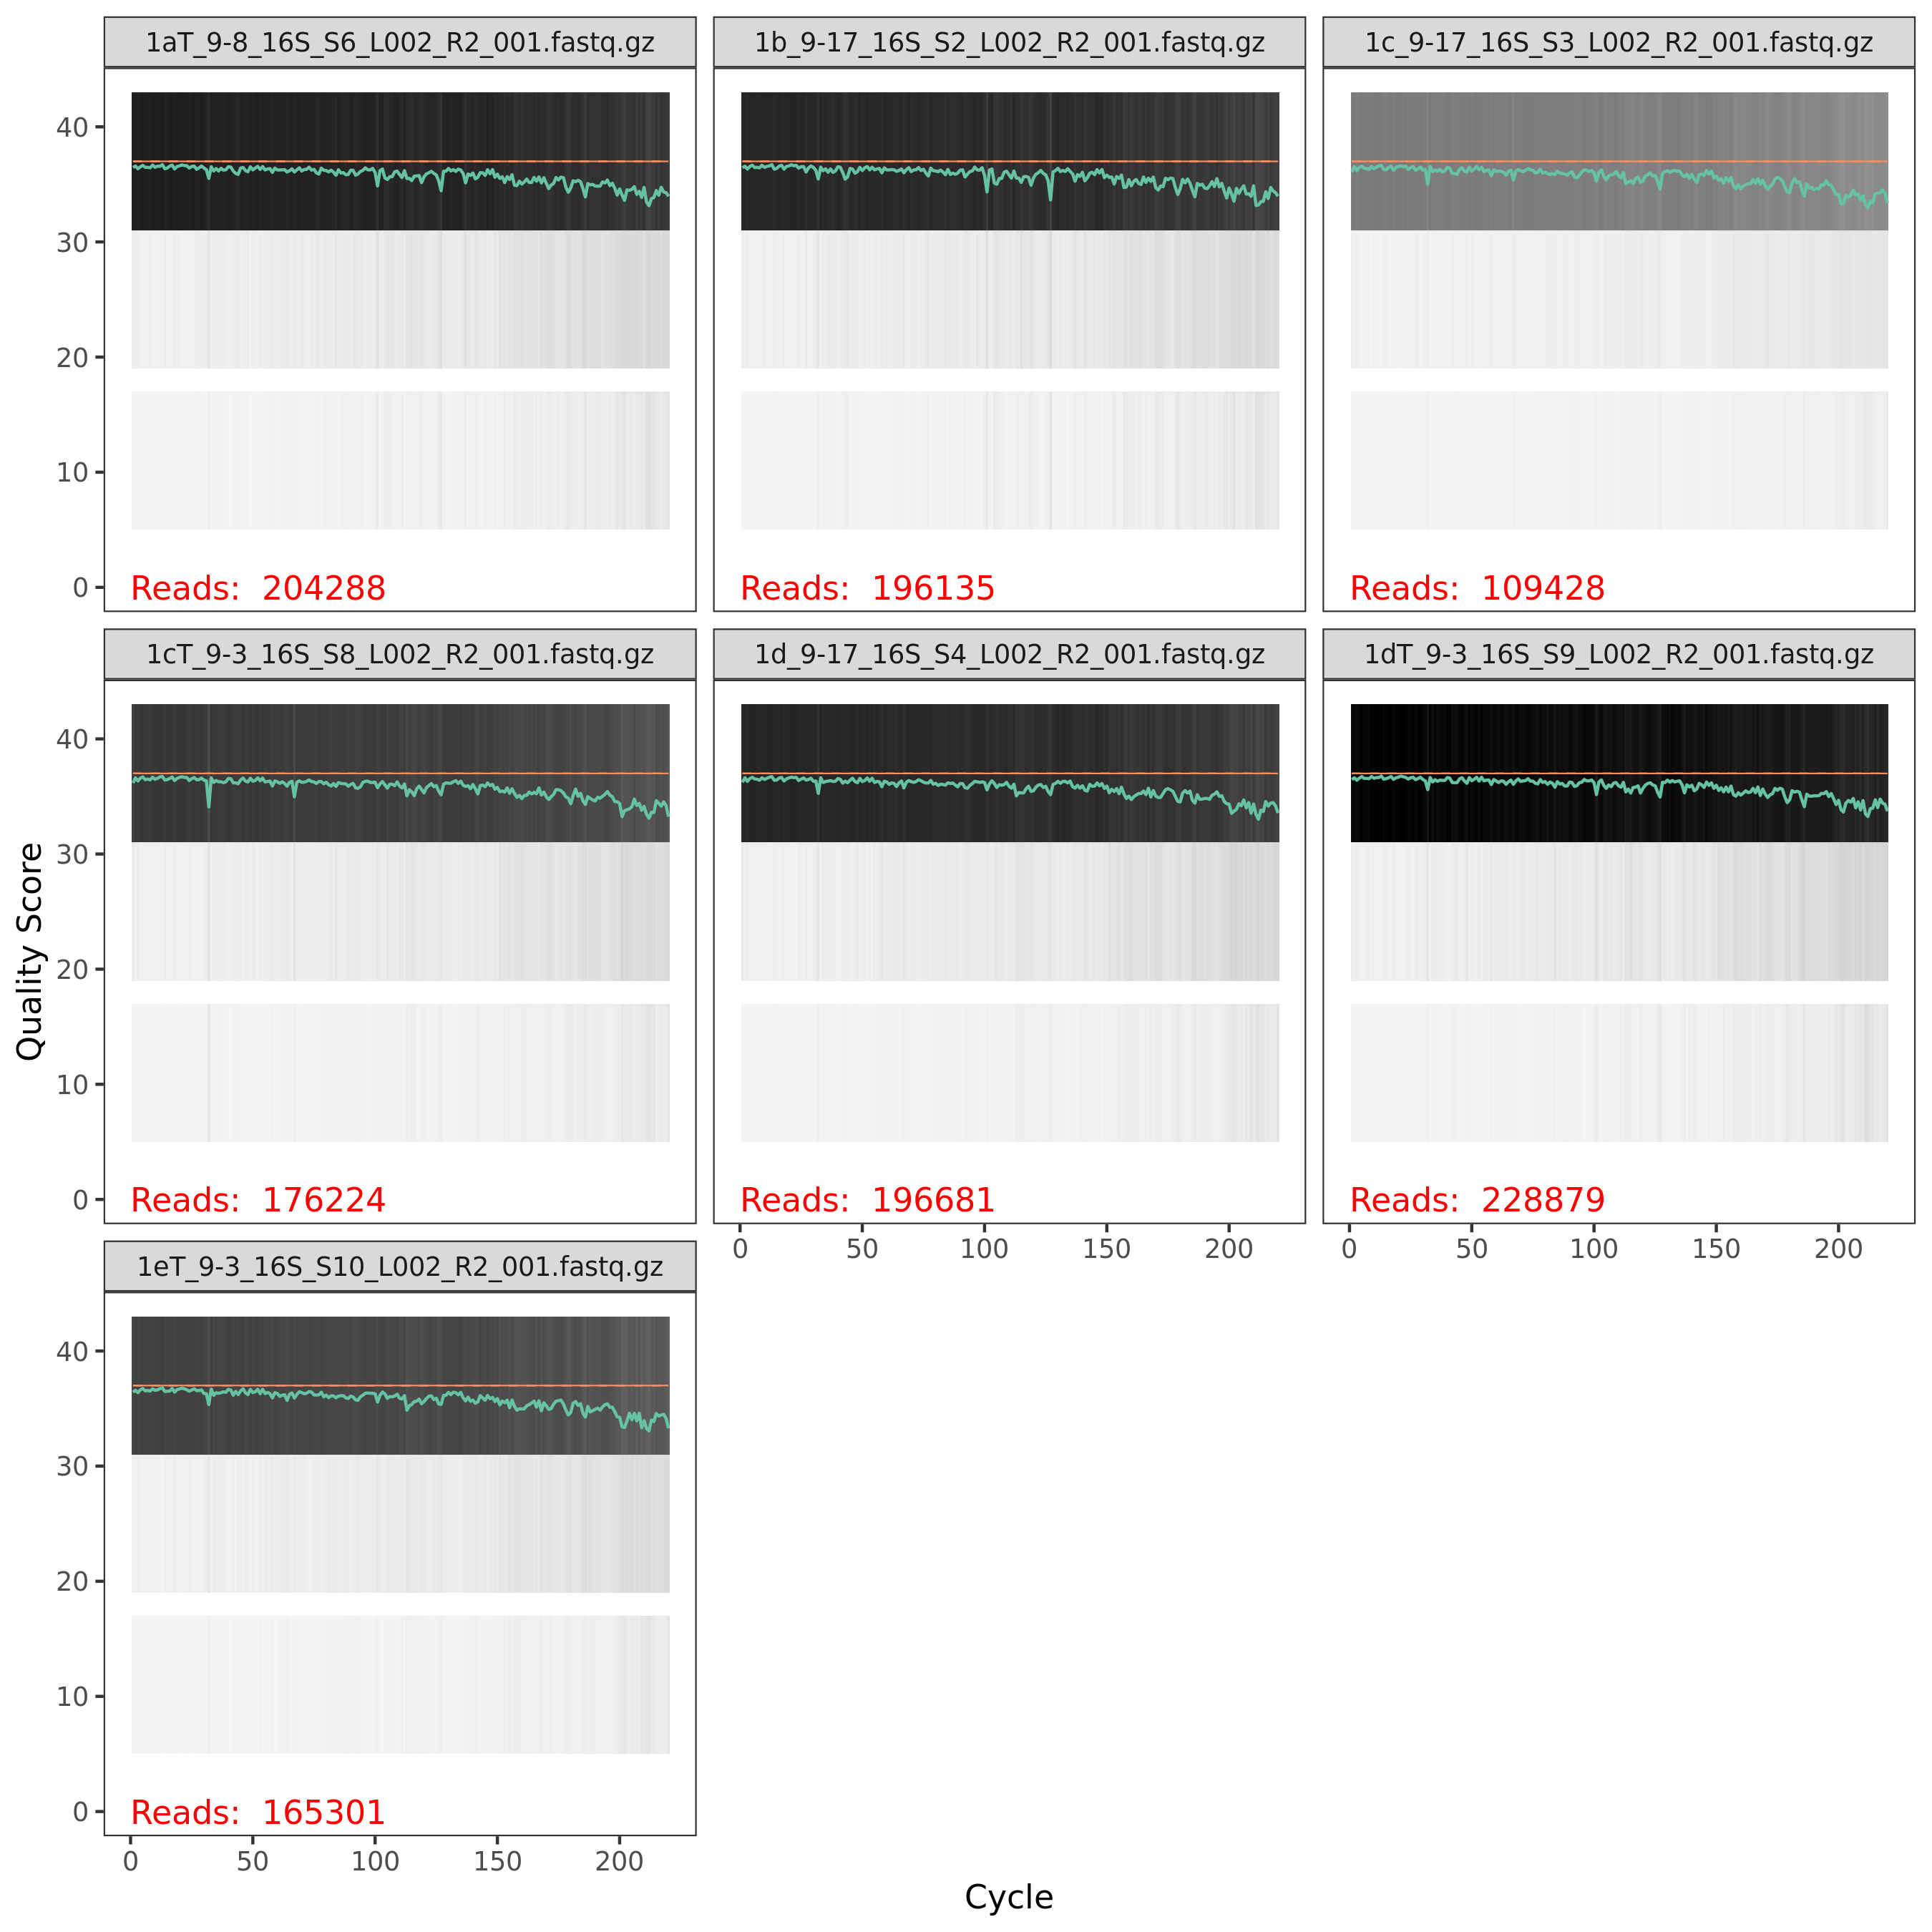 1aT_9-8_16S_S6_L002_R2_001.fastq.gz
1b_9-17_16S_S2_L002_R2_001.fastq.gz
1c_9-17_16S_S3_L002_R2_001.fastq.gz
40
30
20
10
0
Reads: 204288
Reads: 196135
Reads: 109428
1cT_9-3_16S_S8_L002_R2_001.fastq.gz
1d_9-17_16S_S4_L002_R2_001.fastq.gz
1dT_9-3_16S_S9_L002_R2_001.fastq.gz
40
30
20
10
0
Reads: 176224
Reads: 196681
Reads: 228879
0 50 100 150 200
0 50 100 150 200
1eT_9-3_16S_S10_L002_R2_001.fastq.gz
40
30
20
10
0
Reads: 165301
0 50 100 150 200
Quality Score
Cycle